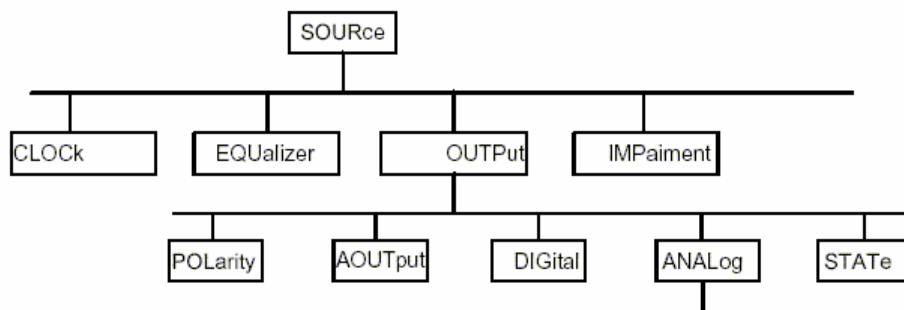 SOURce
CLOCk
EQUalizer
OUTPut
IMPaiment
POLarity
AOUTput
DIGital
ANALog
STATe